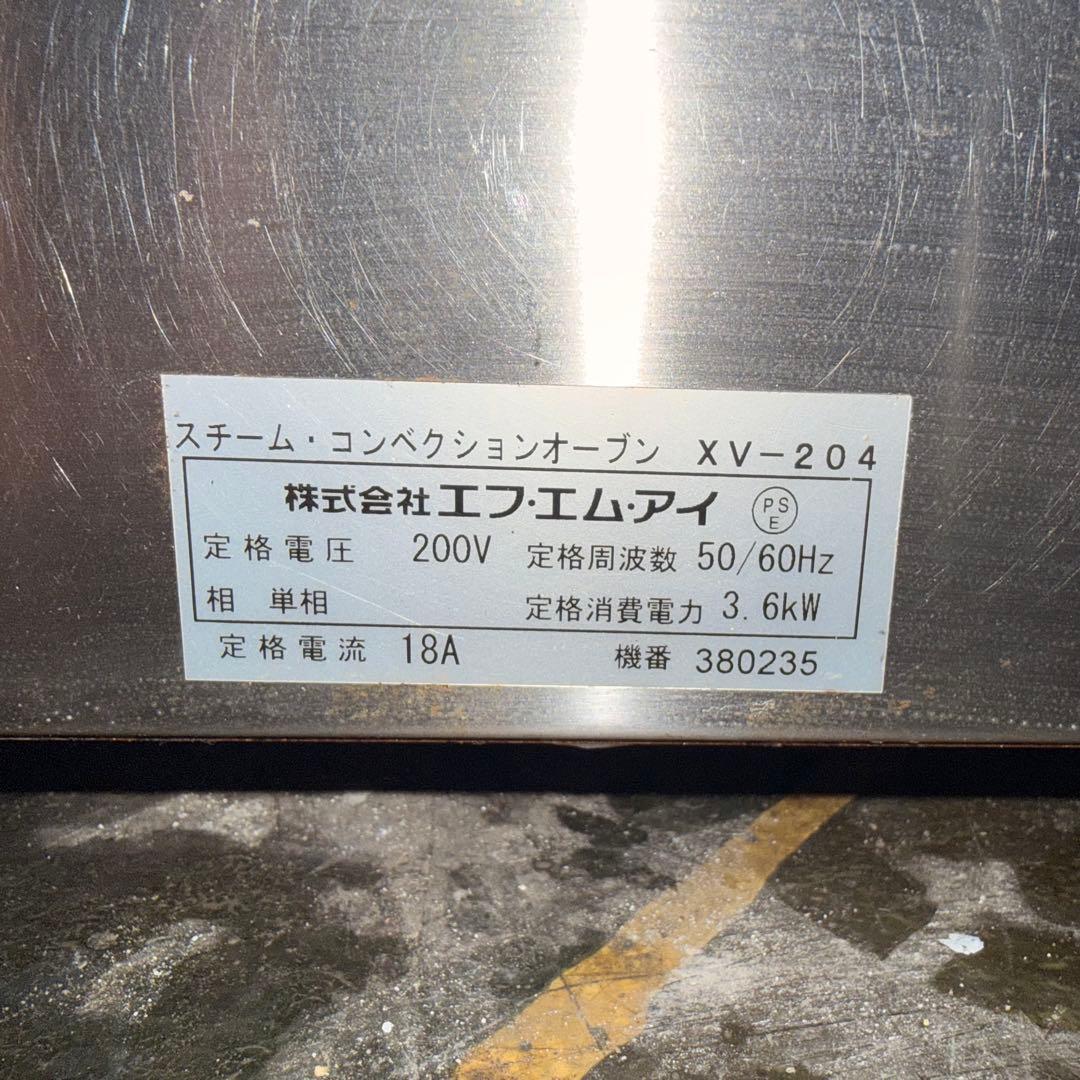 スチーム・コンベクションオーブン XV-204
株式会社エフ・エム・アイ PSE
定格電圧 200V 定格周波数 50/60Hz
相 単相 定格消費電力 3.6kW
定格電流 18A 機番 380235